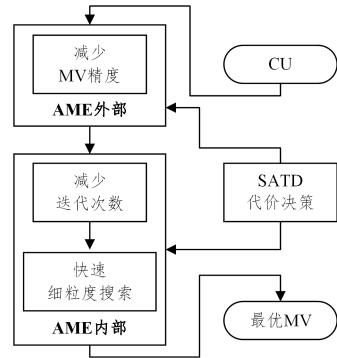 减少
MV精度
AME外部
CU
减少
迭代次数
SATD
代价决策
快速
细粒度搜索
AME内部
最优MV